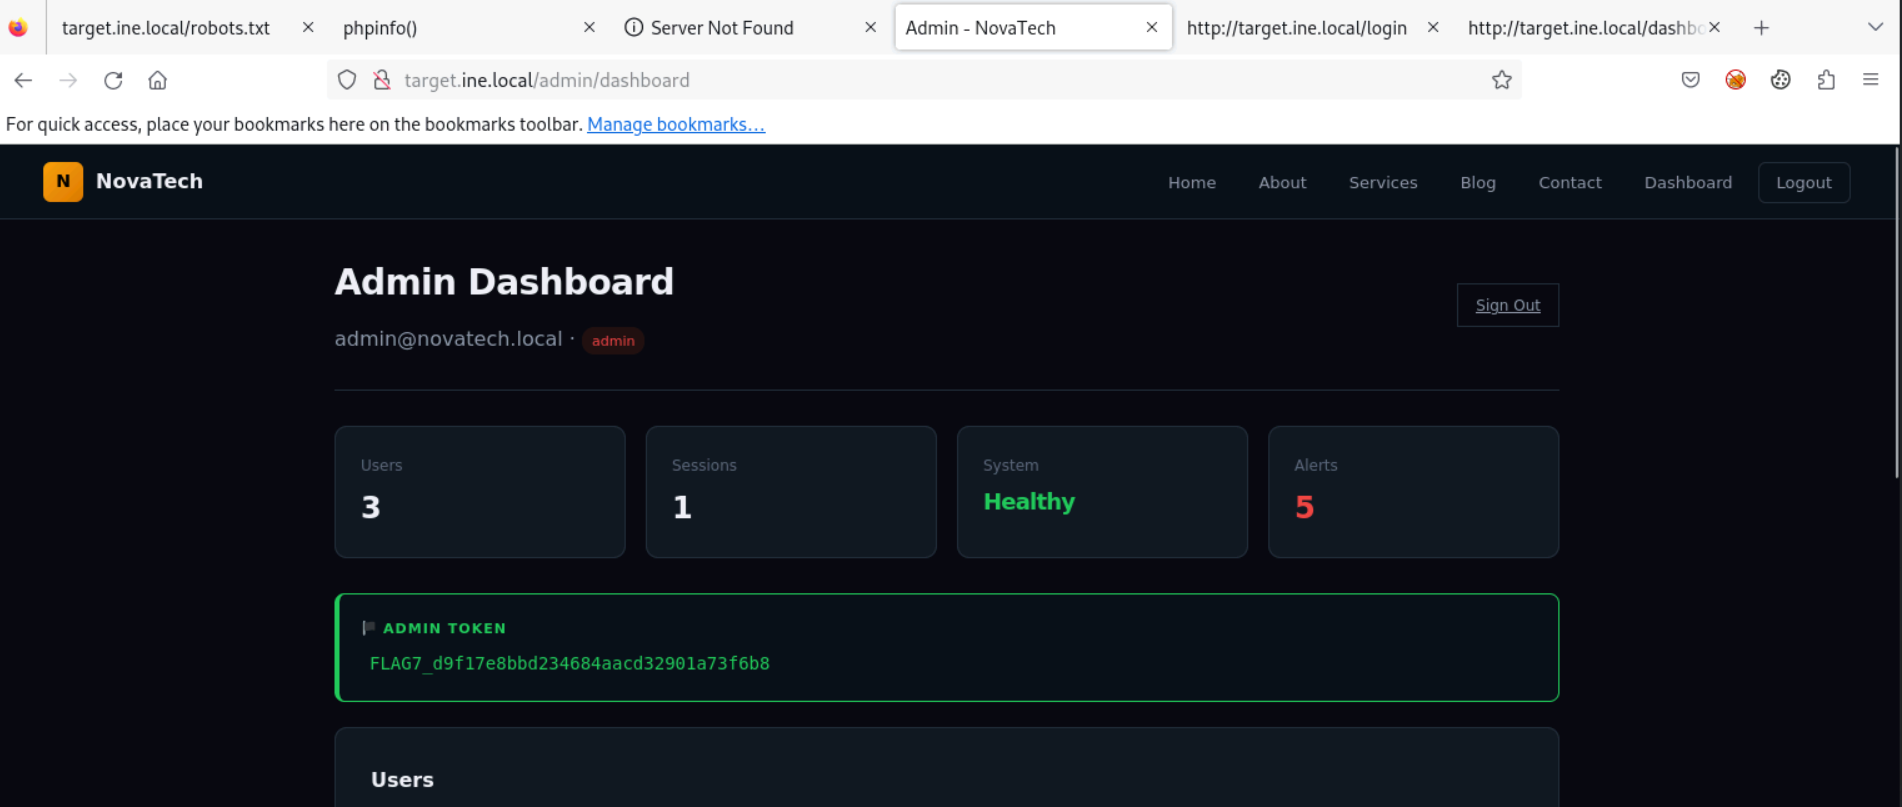 target.ine.local/robots.txt
phpinfo()
Server Not Found
Admin - NovaTech
http://target.ine.local/login
http://target.ine.local/dashbo
target.ine.local/admin/dashboard
For quick access, place your bookmarks here on the bookmarks toolbar. Manage bookmarks...
N NovaTech
Home About Services Blog Contact Dashboard Logout
Admin Dashboard
Sign Out
admin@novatech.local · admin
Users Sessions System Alerts
3 1 Healthy 5
ADMIN TOKEN
FLAG7_d9f17e8bbd234684aacd32901a73f6b8
Users